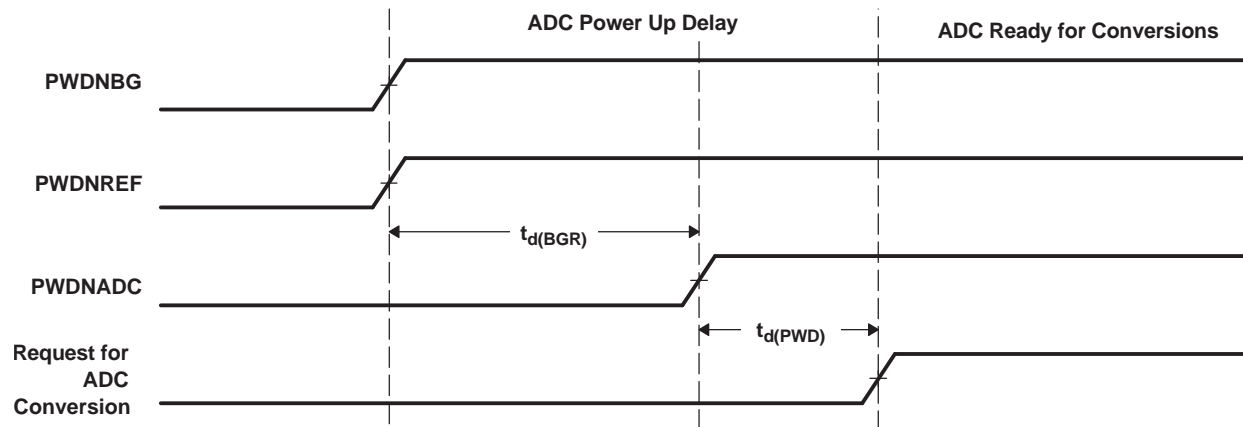 ADC Power Up Delay
ADC Ready for Conversions
PWDNBG
PWDNREF
td(BGR)
PWDNADC
td(PWD)
Request for
ADC
Conversion